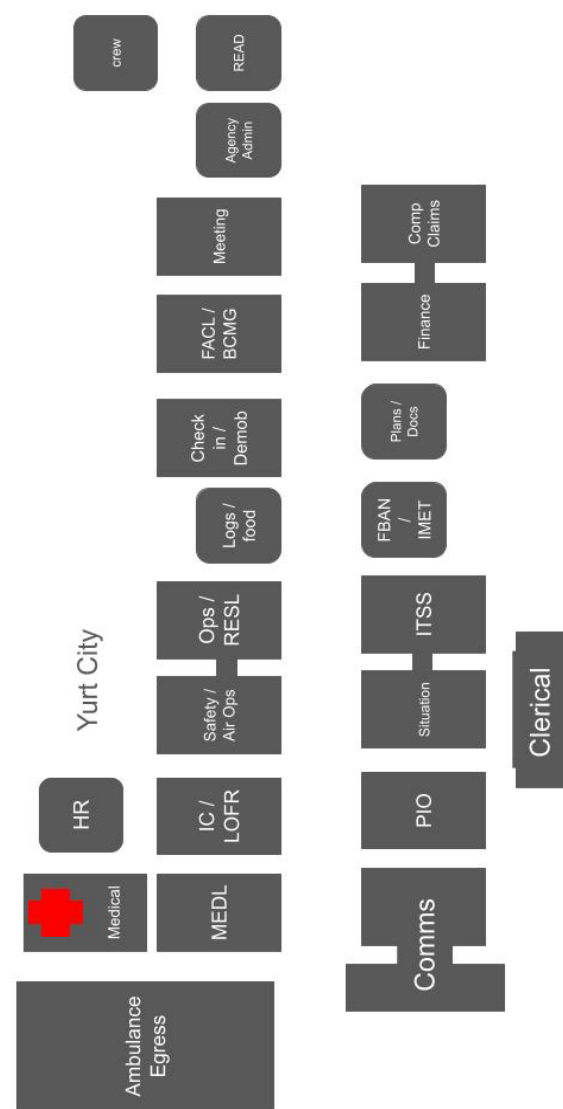 crew
READ
Agency
Admin
Meeting
Comp
Claims
FACL /
BCMG
Finance
Check
in /
Demob
Plans /
Docs
Logs /
food
FBAN
/
IMET
Ops /
RESL
ITSS
Yurt City
Safety /
Air Ops
Situation
Clerical
HR
IC /
LOFR
PIO
Medical
MEDL
Comms
Ambulance
Egress